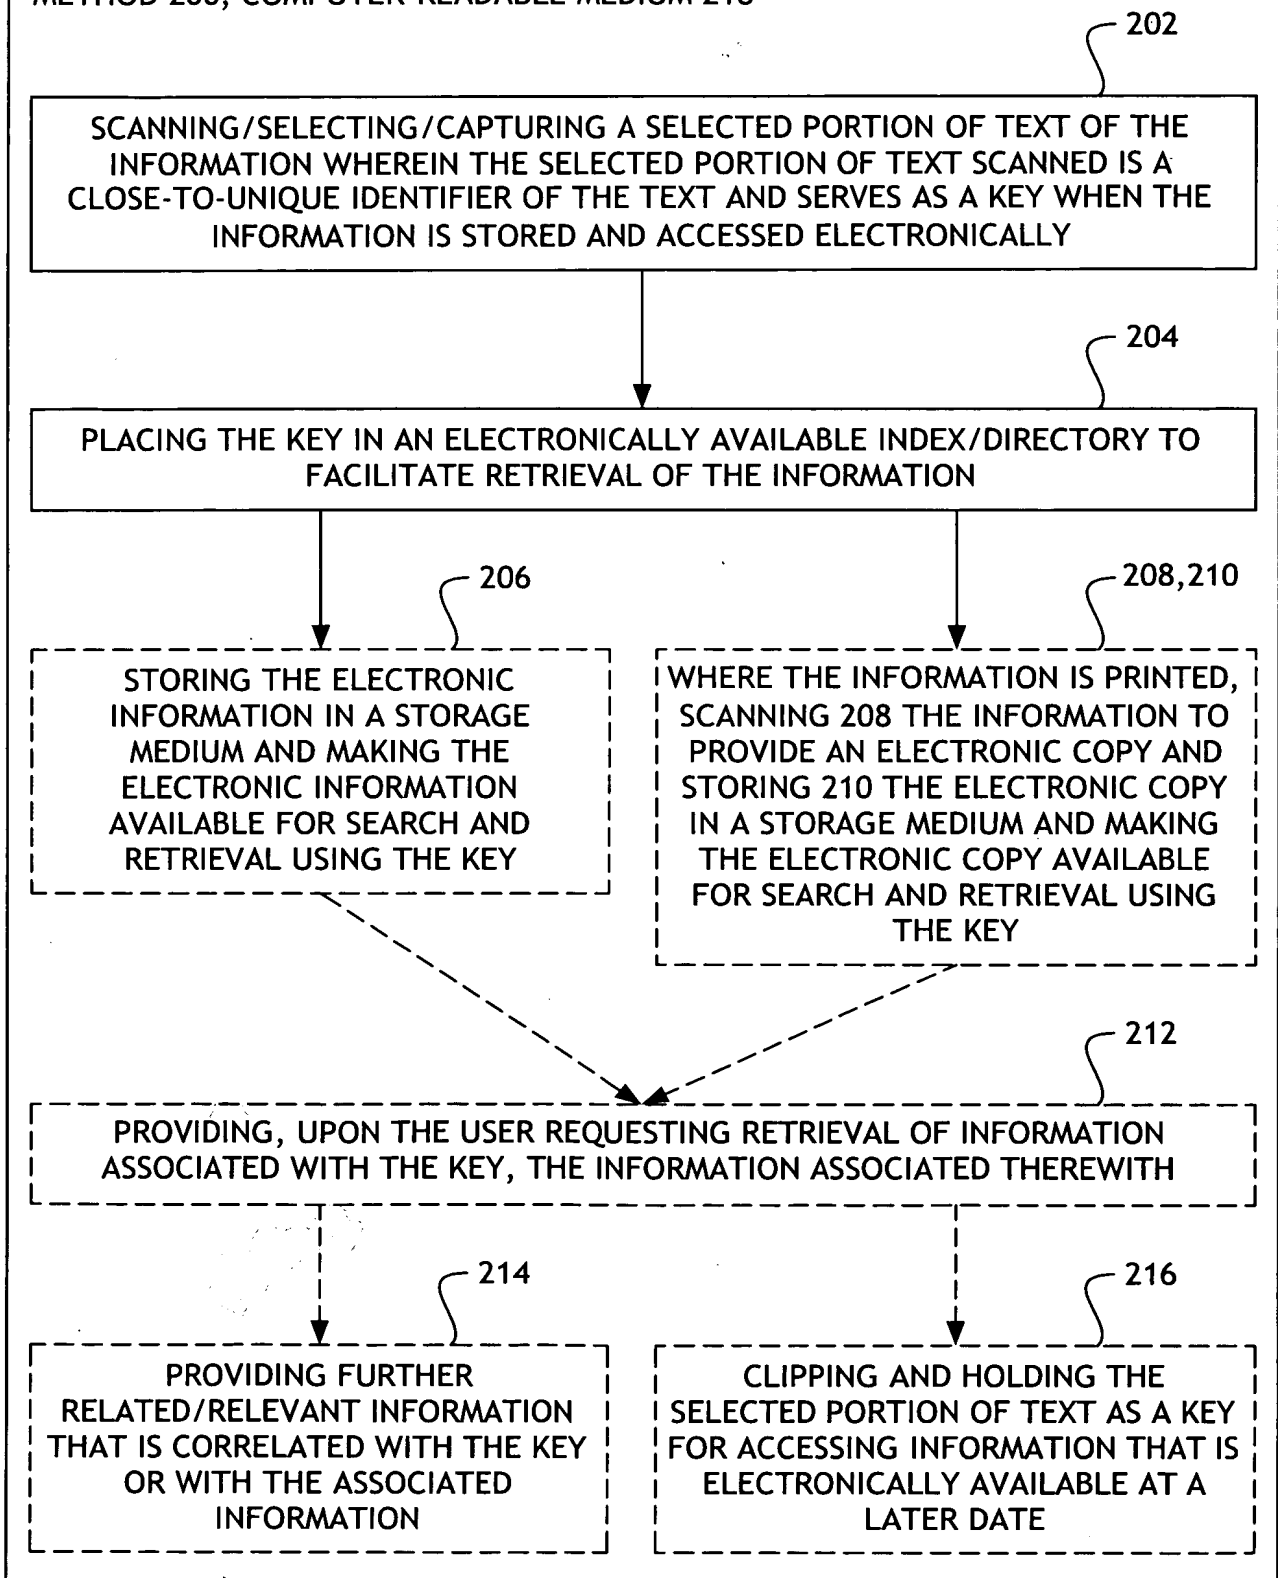 202
SCANNING/SELECTING/CAPTURING A SELECTED PORTION OF TEXT OF THE
INFORMATION WHEREIN THE SELECTED PORTION OF TEXT SCANNED IS A
CLOSE-TO-UNIQUE IDENTIFIER OF THE TEXT AND SERVES AS A KEY WHEN THE
INFORMATION IS STORED AND ACCESSED ELECTRONICALLY
204
PLACING THE KEY IN AN ELECTRONICALLY AVAILABLE INDEX/DIRECTORY TO
FACILITATE RETRIEVAL OF THE INFORMATION
206
STORING THE ELECTRONIC
INFORMATION IN A STORAGE
MEDIUM AND MAKING THE
ELECTRONIC INFORMATION
AVAILABLE FOR SEARCH AND
RETRIEVAL USING THE KEY
208,210
WHERE THE INFORMATION IS PRINTED,
SCANNING 208 THE INFORMATION TO
PROVIDE AN ELECTRONIC COPY AND
STORING 210 THE ELECTRONIC COPY
IN A STORAGE MEDIUM AND MAKING
THE ELECTRONIC COPY AVAILABLE
FOR SEARCH AND RETRIEVAL USING
THE KEY
212
PROVIDING, UPON THE USER REQUESTING RETRIEVAL OF INFORMATION
ASSOCIATED WITH THE KEY, THE INFORMATION ASSOCIATED THEREWITH
214
PROVIDING FURTHER
RELATED/RELEVANT INFORMATION
THAT IS CORRELATED WITH THE KEY
OR WITH THE ASSOCIATED
INFORMATION
216
CLIPPING AND HOLDING THE
SELECTED PORTION OF TEXT AS A KEY
FOR ACCESSING INFORMATION THAT IS
ELECTRONICALLY AVAILABLE AT A
LATER DATE